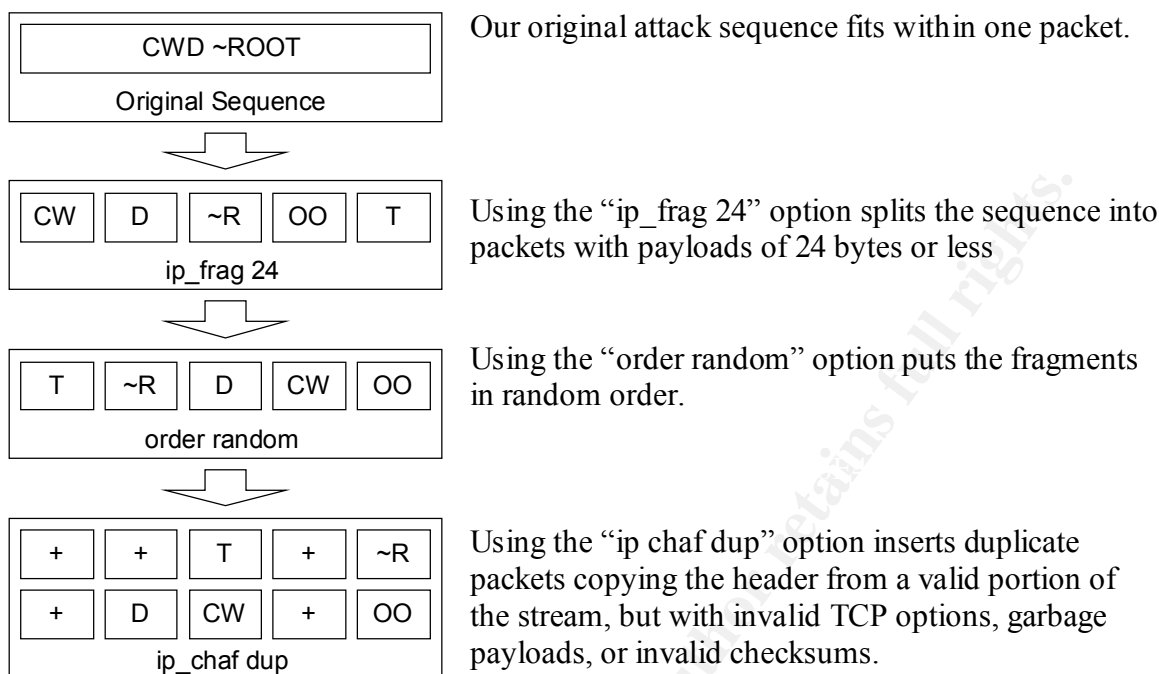 CWD ~ROOT
Original Sequence
Our original attack sequence fits within one packet.
CW D ~R OO T
ip_frag 24
Using the “ip_frag 24” option splits the sequence into
packets with payloads of 24 bytes or less
T ~R D CW OO
order random
Using the “order random” option puts the fragments
in random order.
+ + T + ~R
+ D CW + OO
ip_chaf dup
Using the “ip chaf dup” option inserts duplicate
packets copying the header from a valid portion of
the stream, but with invalid TCP options, garbage
payloads, or invalid checksums.
author retains full rights.